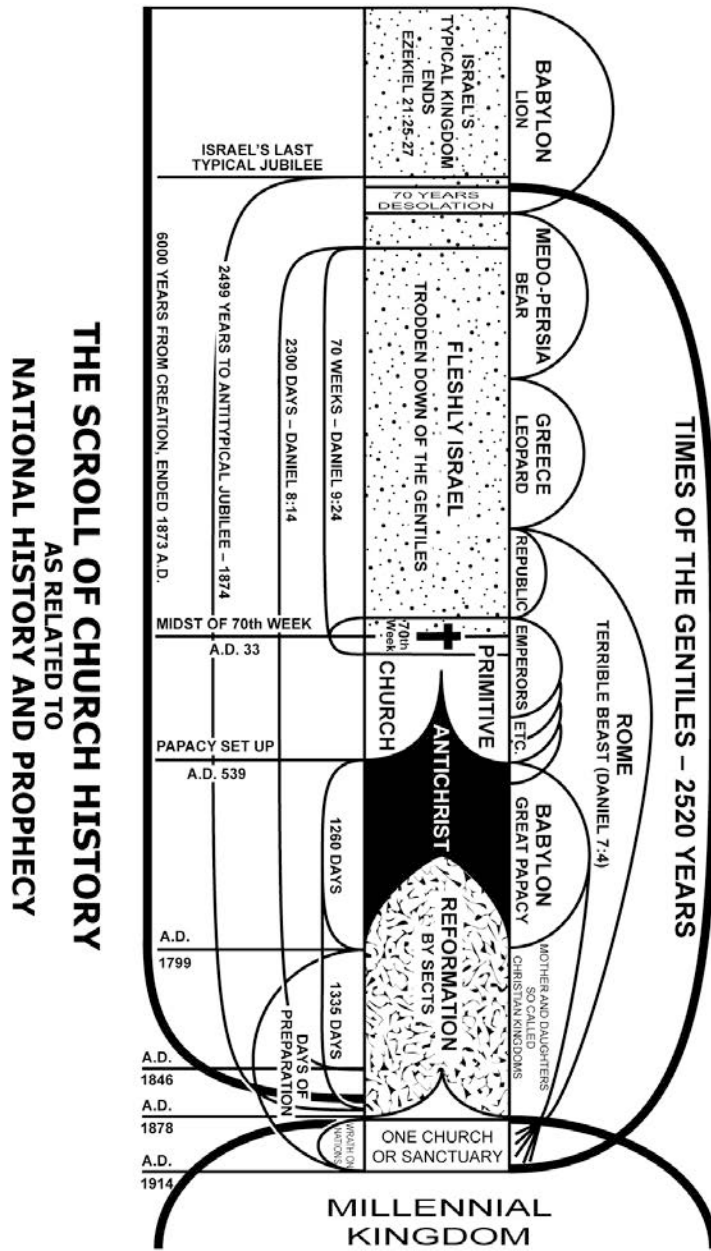 THE SCROLL OF CHURCH HISTORY
AS RELATED TO
NATIONAL HISTORY AND PROPHECY
TIMES OF THE GENTILES – 2520 YEARS
BABYLON
LION
MEDO-PERSIA
BEAR
GREECE
LEOPARD
ROME
TERRIBLE BEAST (DANIEL 7:4)
REPUBLIC
EMPERORS
ETC.
BABYLON
GREAT PAPACY
MOTHER AND DAUGHTERS
SO CALLED
CHRISTIAN KINGDOMS
ISRAEL'S
TYPICAL KINGDOM
ENDS
EZEKIEL 21:25-27
70 YEARS
DESOLATION
FLESHLY ISRAEL
TRODDEN DOWN OF THE GENTILES
70th
Week
PRIMITIVE
CHURCH
ANTICHRIST
REFORMATION
BY SECTS
ONE CHURCH
OR SANCTUARY
ISRAEL'S LAST
TYPICAL JUBILEE
70 WEEKS – DANIEL 9:24
2300 DAYS – DANIEL 8:14
2499 YEARS TO ANTITYPICAL JUBILEE – 1874
6000 YEARS FROM CREATION, ENDED 1873 A.D.
MIDST OF 70th WEEK
A.D. 33
PAPACY SET UP
A.D. 539
1260 DAYS
1335 DAYS
DAYS OF
PREPARATION
WRATH ON
NATIONS
A.D.
1799
A.D.
1846
A.D.
1878
A.D.
1914
MILLENNIAL
KINGDOM